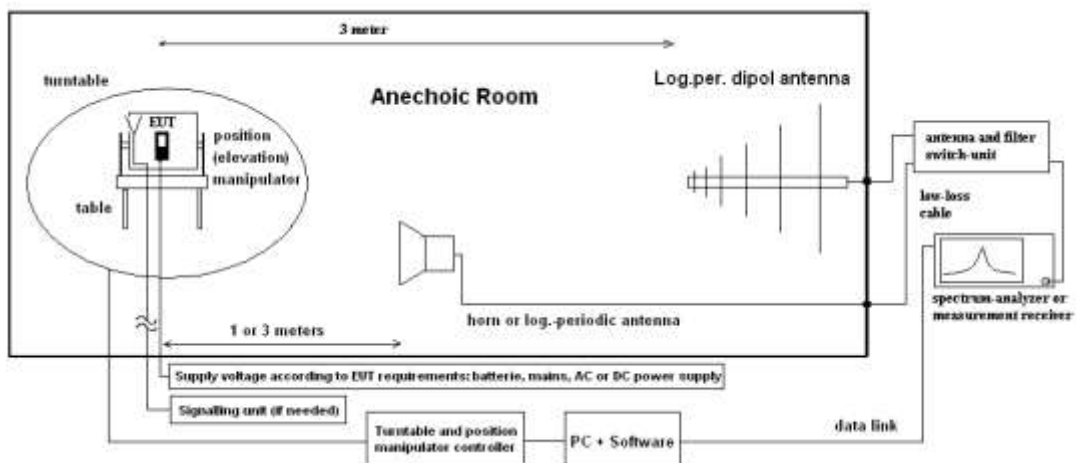 3 meter
turntable
Log.per. dipol antenna
Anechoic Room
EUT
position
(elevation)
manipulator
table
antenna and filter
switch-unit
low-loss
cable
spectrum-analyzer or
measurement receiver
horn or log.-periodic antenna
1 or 3 meters
Supply voltage according to EUT requirements: batterie, mains, AC or DC power supply
Signalling unit (if needed)
Turntable and position
manipulator controller
PC + Software
data link